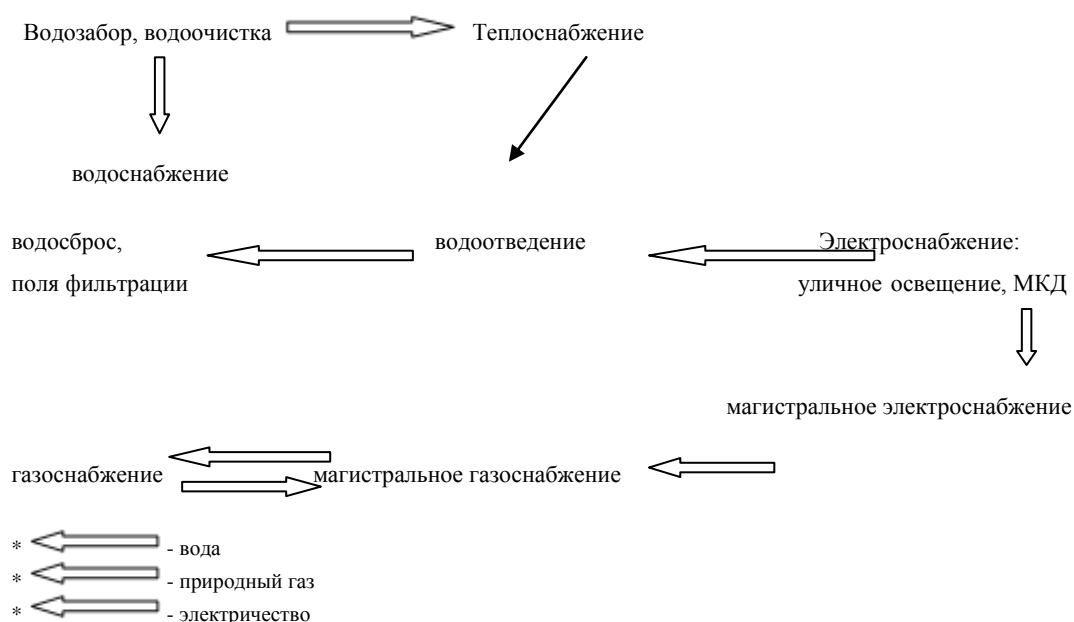 Водозабор, водоочистка Теплоснабжение
водоснабжение
водосброс, водоотведение Электроснабжение:
поля фильтрации уличное освещение, МКД
магистральное электроснабжение
газоснабжение магистральное газоснабжение
* - вода
* - природный газ
* - электричество